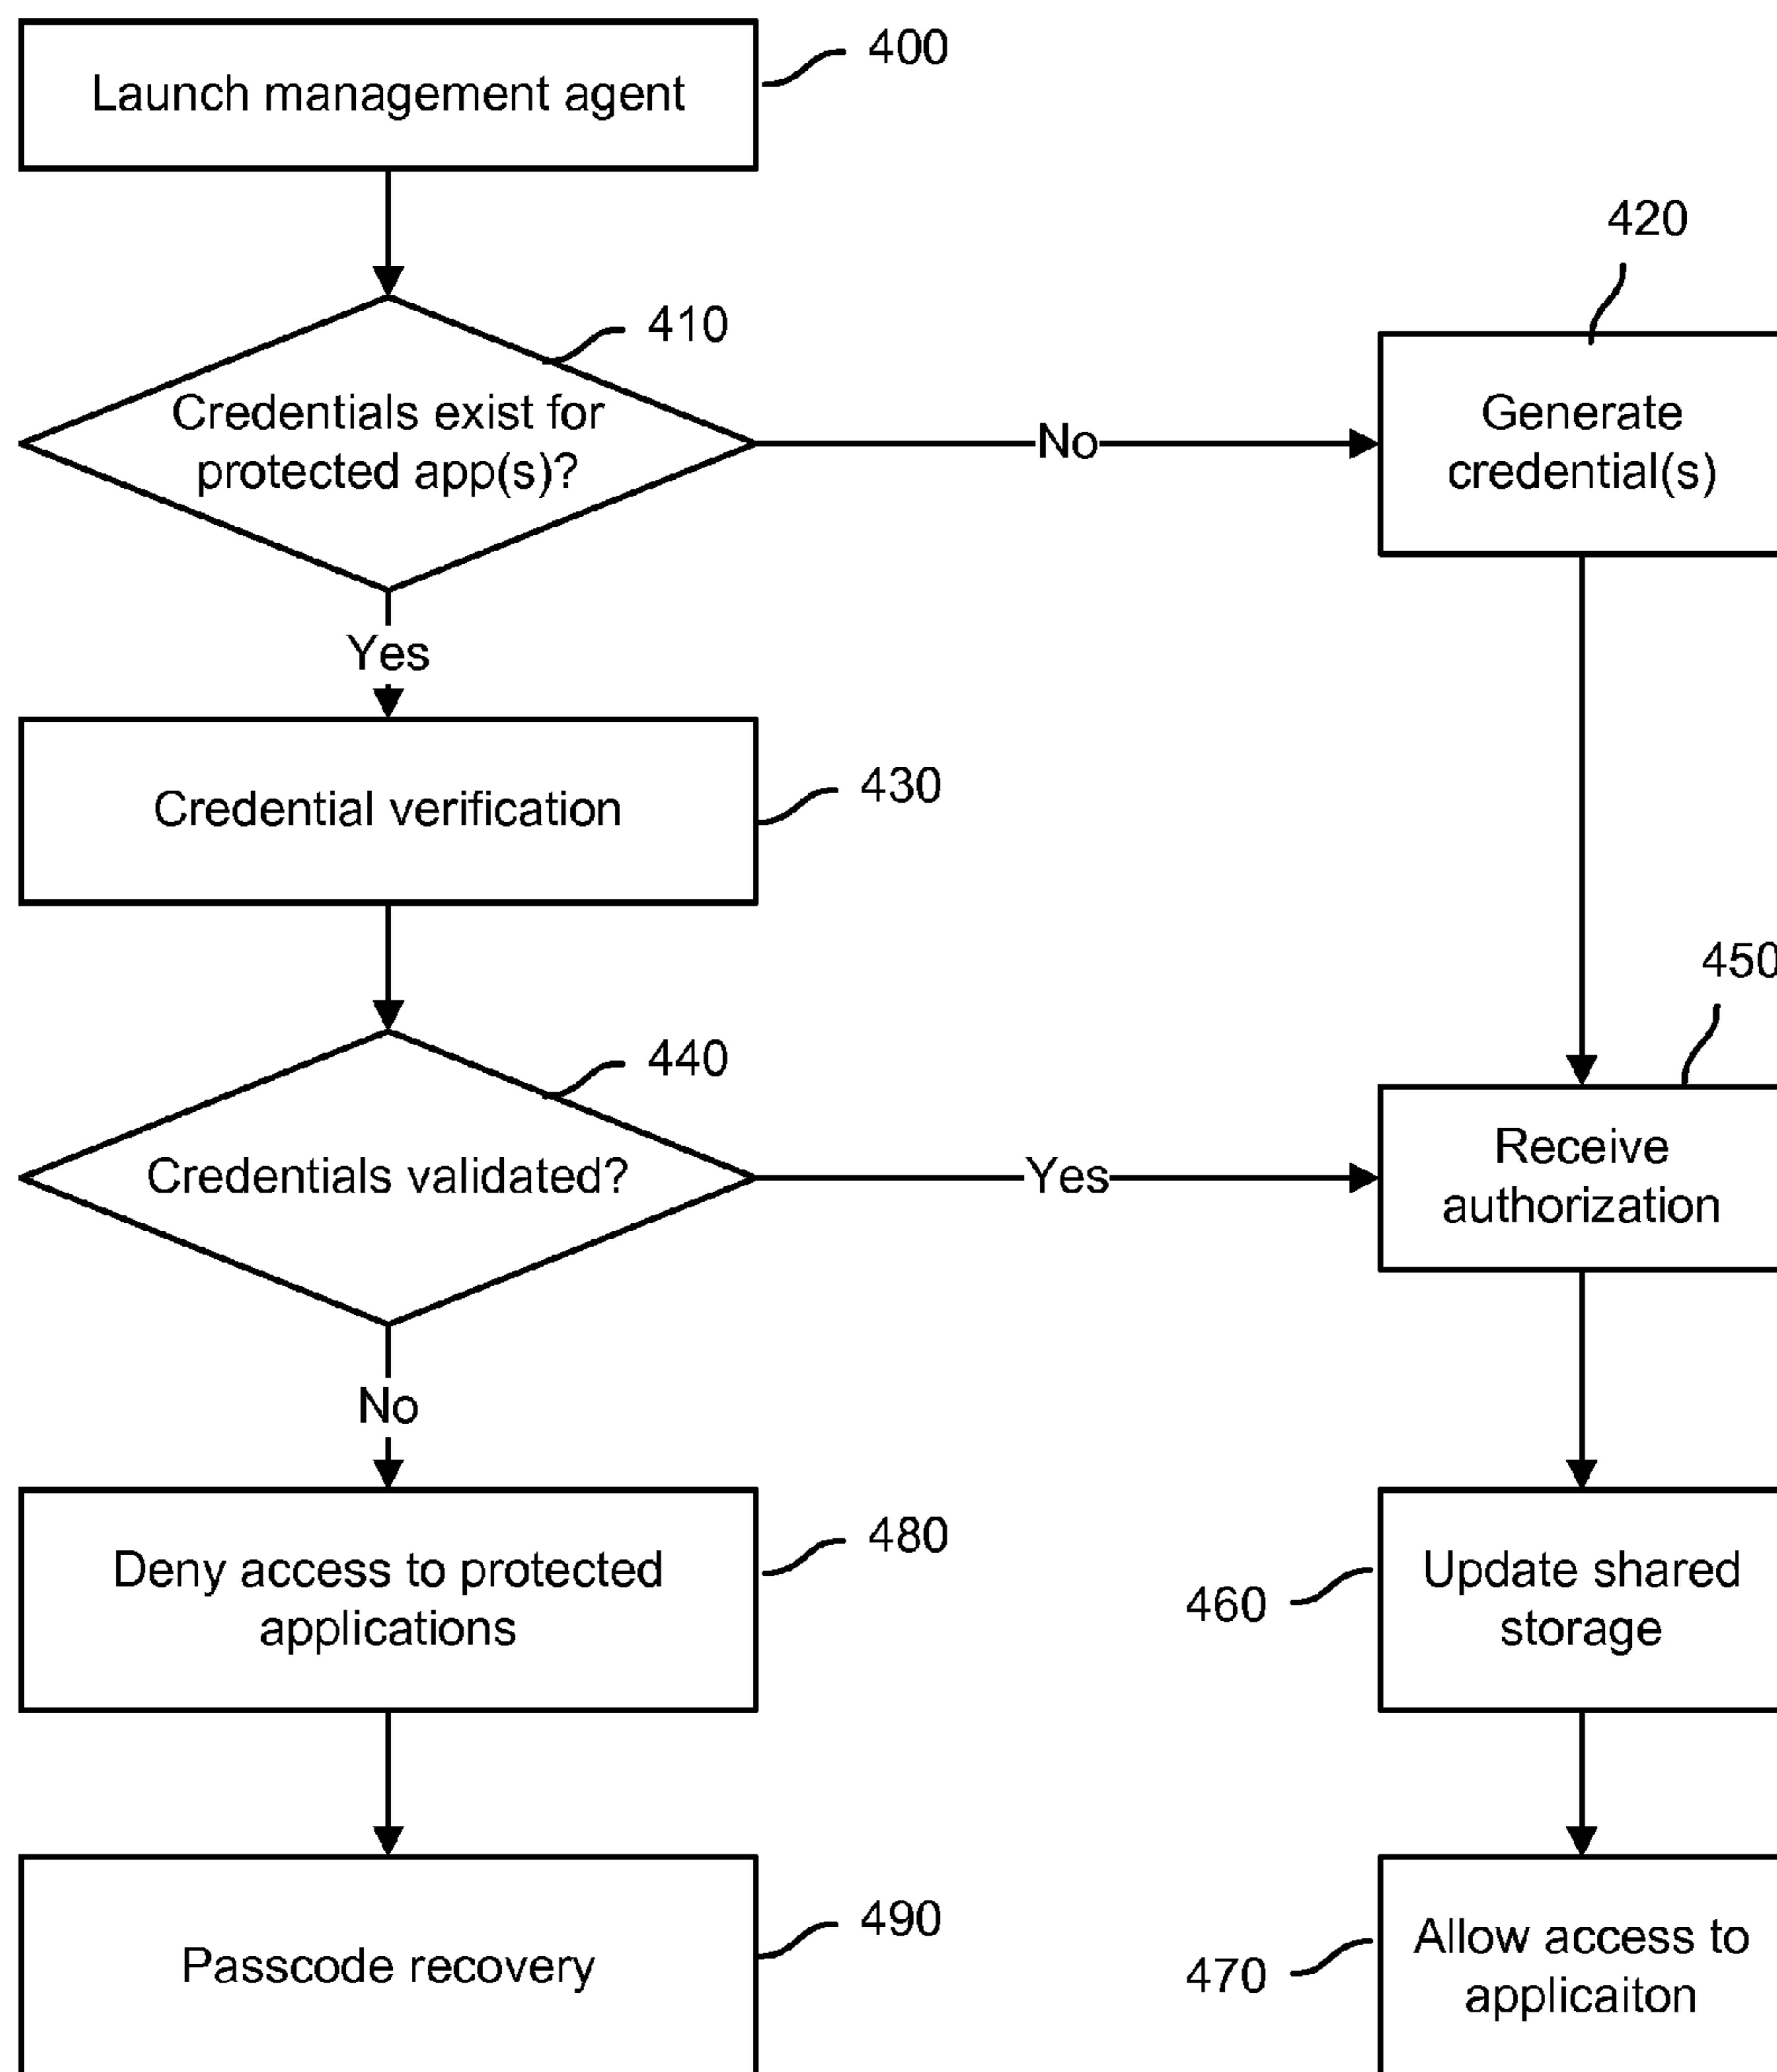 Launch management agent
400
420
410
Credentials exist for
protected app(s)?
No
Generate
credential(s)
Yes
Credential verification
430
450
440
Credentials validated?
Yes
Receive
authorization
No
Deny access to protected
applications
480
460
Update shared
storage
Passcode recovery
490
470
Allow access to
applicaiton